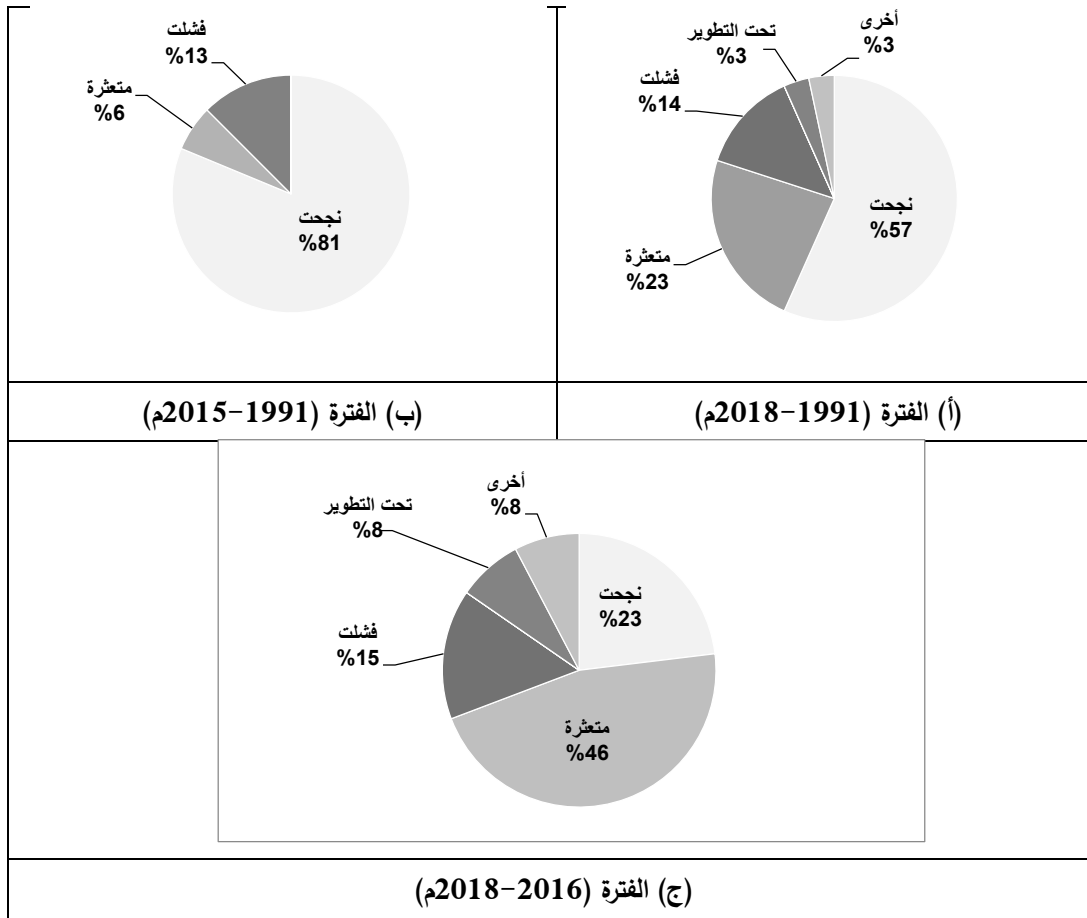 أخرى
%3
تحت التطوير
%3
فشلت
%14
متعثرة
%23
نجحت
%57
(أ) الفترة (1991-2018م)
فشلت
%13
متعثرة
%6
نجحت
%81
(ب) الفترة (1991-2015م)
أخرى
%8
تحت التطوير
%8
فشلت
%15
نجحت
%23
متعثرة
%46
(ج) الفترة (2016-2018م)